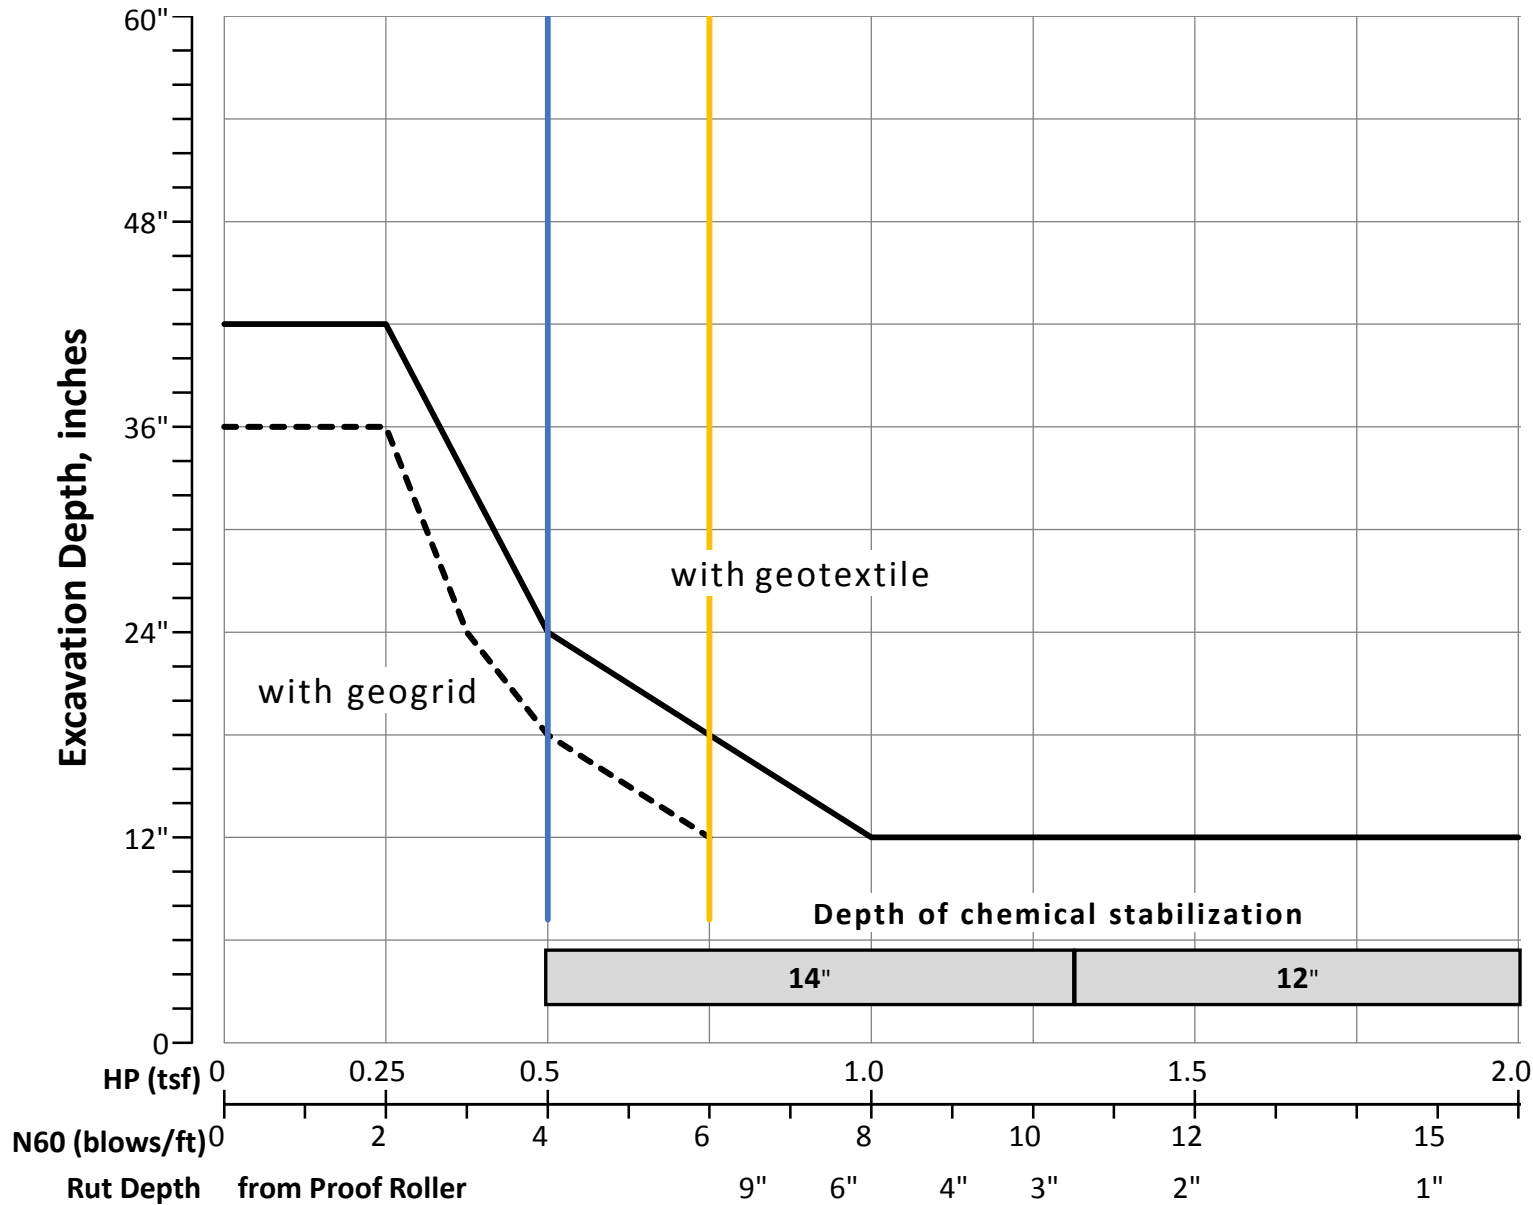 60"
48"
36"
24"
12"
0
Excavation Depth, inches
with geotextile
with geogrid
Depth of chemical stabilization
14"
12"
HP (tsf) 0 0.25 0.5 1.0 1.5 2.0
N60 (blows/ft) 0 2 4 6 8 10 12 15
Rut Depth from Proof Roller 9" 6" 4" 3" 2" 1"